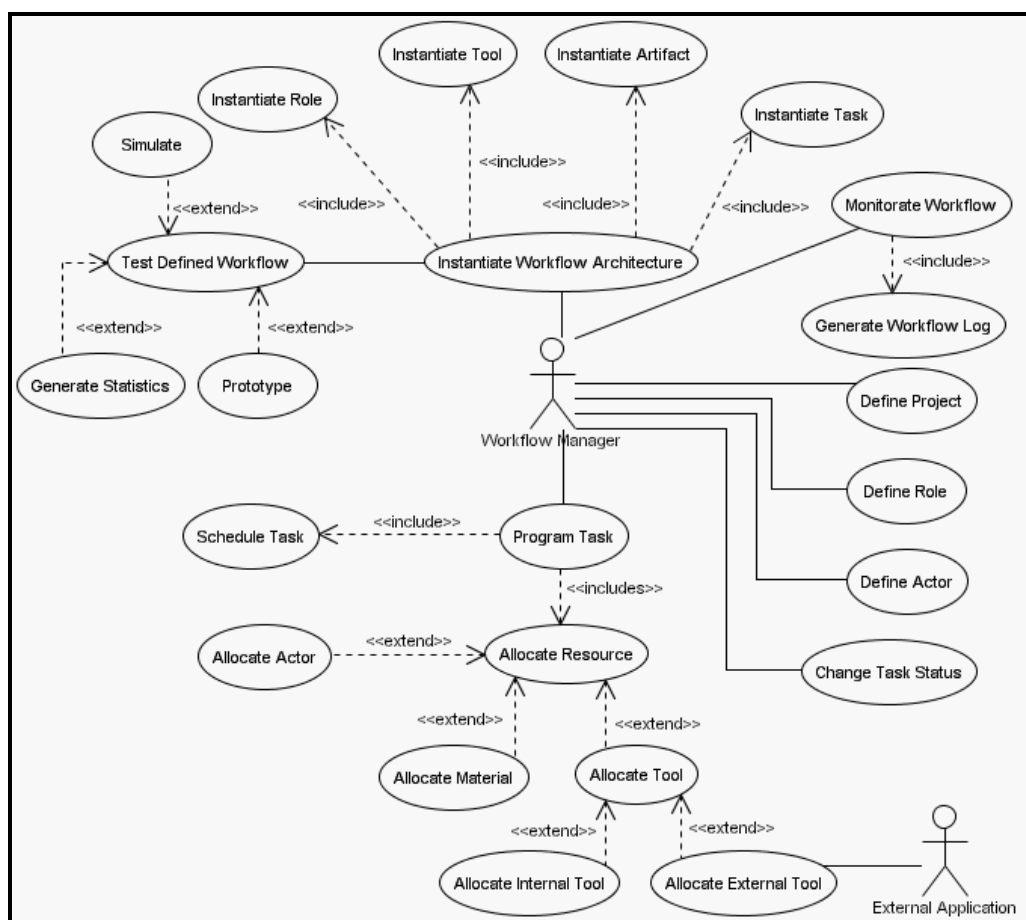 Instantiate Tool
Instantiate Artifact
Instantiate Role
Instantiate Task
Simulate
<<include>>
<<include>>
<<extend>>
<<include>>
<<include>>
Monitorate Workflow
Test Defined Workflow
Instantiate Workflow Architecture
<<include>>
<<extend>>
<<extend>>
Generate Workflow Log
Generate Statistics
Prototype
Define Project
Workflow Manager
Define Role
<<include>>
Schedule Task
Program Task
Define Actor
<<includes>>
<<extend>>
Allocate Actor
Allocate Resource
Change Task Status
<<extend>>
<<extend>>
Allocate Material
Allocate Tool
<<extend>>
<<extend>>
Allocate Internal Tool
Allocate External Tool
External Application